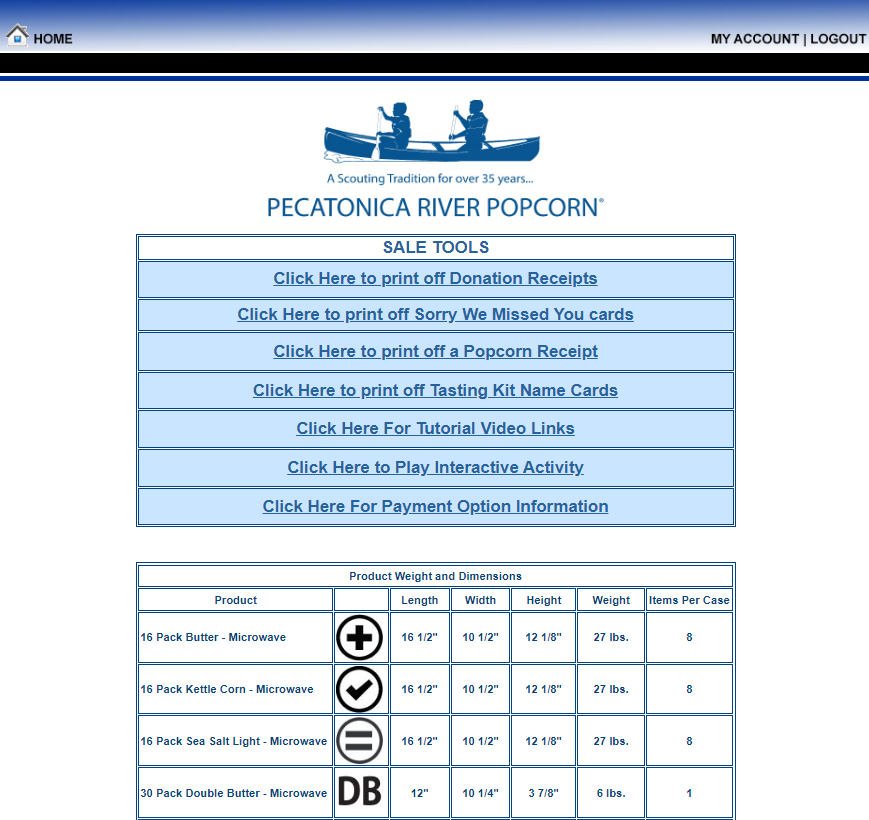 HOME
MY ACCOUNT | LOGOUT
A Scouting Tradition for over 35 years...
PECATONICA RIVER POPCORN®
SALE TOOLS
Click Here to print off Donation Receipts
Click Here to print off Sorry We Missed You cards
Click Here to print off a Popcorn Receipt
Click Here to print off Tasting Kit Name Cards
Click Here For Tutorial Video Links
Click Here to Play Interactive Activity
Click Here For Payment Option Information
Product Weight and Dimensions
Product Length Width Height Weight Items Per Case
16 Pack Butter - Microwave 16 1/2" 10 1/2" 12 1/8" 27 lbs. 8
16 Pack Kettle Corn - Microwave 16 1/2" 10 1/2" 12 1/8" 27 lbs. 8
16 Pack Sea Salt Light - Microwave 16 1/2" 10 1/2" 12 1/8" 27 lbs. 8
30 Pack Double Butter - Microwave DB 12" 10 1/4" 3 7/8" 6 lbs. 1